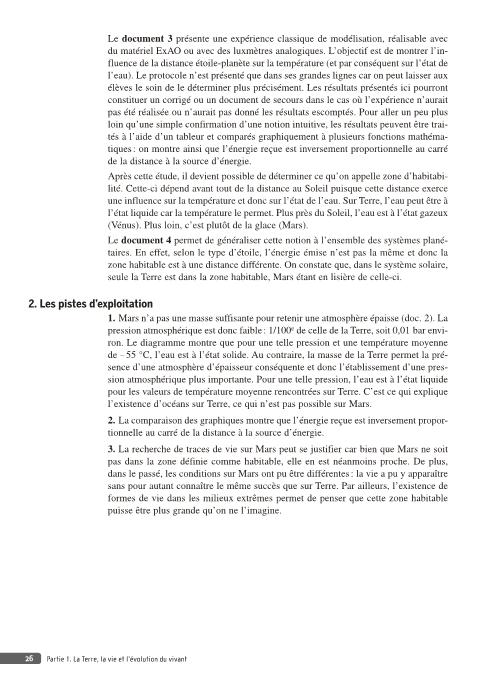 Le document 3 présente une expérience classique de modélisation, réalisable avec
du matériel ExAO ou avec des luxmètres analogiques. L'objectif est de montrer l'in-
fluence de la distance étoile-planète sur la température (et par conséquent sur l'état de
l'eau). Le protocole n'est présenté que dans ses grandes lignes car on peut laisser aux
élèves le soin de le déterminer plus précisément. Les résultats présentés ici pourront
constituer un corrigé ou un document de secours dans le cas où l'expérience n'aurait
pas été réalisée ou n'aurait pas donné les résultats escomptés. Pour aller un peu plus
loin qu'une simple confirmation d'une notion intuitive, les résultats peuvent être trai-
tés à l'aide d'un tableur et comparés graphiquement à plusieurs fonctions mathéma-
tiques : on montre ainsi que l'énergie reçue est inversement proportionnelle au carré
de la distance à la source d'énergie.
Après cette étude, il devient possible de déterminer ce qu'on appelle zone d'habitabi-
lité. Cette-ci dépend avant tout de la distance au Soleil puisque cette distance exerce
une influence sur la température et donc sur l'état de l'eau. Sur Terre, l'eau peut être à
l'état liquide car la température le permet. Plus près du Soleil, l'eau est à l'état gazeux
(Vénus). Plus loin, c'est plutôt de la glace (Mars).
Le document 4 permet de généraliser cette notion à l'ensemble des systèmes plané-
taires. En effet, selon le type d'étoile, l'énergie émise n'est pas la même et donc la
zone habitable est à une distance différente. On constate que, dans le système solaire,
seule la Terre est dans la zone habitable, Mars étant en lisière de celle-ci.
2. Les pistes d'exploitation
1. Mars n'a pas une masse suffisante pour retenir une atmosphère épaisse (doc. 2). La
pression atmosphérique est donc faible : 1/100e de celle de la Terre, soit 0,01 bar envi-
ron. Le diagramme montre que pour une telle pression et une température moyenne
de – 55 °C, l'eau est à l'état solide. Au contraire, la masse de la Terre permet la pré-
sence d'une atmosphère d'épaisseur conséquente et donc l'établissement d'une pres-
sion atmosphérique plus importante. Pour une telle pression, l'eau est à l'état liquide
pour les valeurs de température moyenne rencontrées sur Terre. C'est ce qui explique
l'existence d'océans sur Terre, ce qui n'est pas possible sur Mars.
2. La comparaison des graphiques montre que l'énergie reçue est inversement propor-
tionnelle au carré de la distance à la source d'énergie.
3. La recherche de traces de vie sur Mars peut se justifier car bien que Mars ne soit
pas dans la zone définie comme habitable, elle en est néanmoins proche. De plus,
dans le passé, les conditions sur Mars ont pu être différentes : la vie a pu y apparaître
sans pour autant connaître le même succès que sur Terre. Par ailleurs, l'existence de
formes de vie dans les milieux extrêmes permet de penser que cette zone habitable
puisse être plus grande qu'on ne l'imagine.
26 Partie 1. La Terre, la vie et l'évolution du vivant